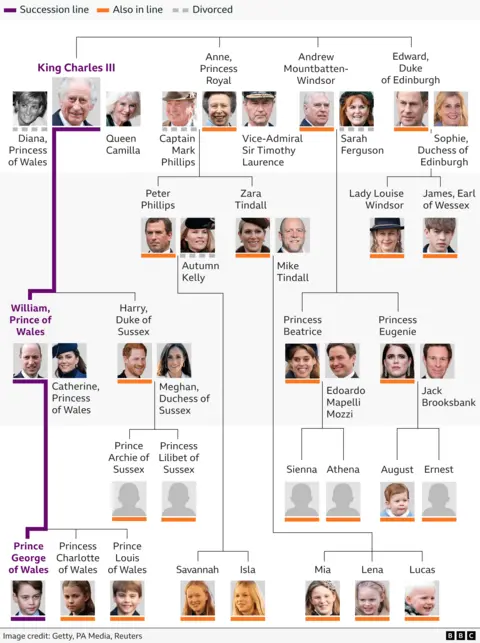 Succession line Also in line Divorced
King Charles III
Anne,
Princess
Royal
Andrew
Mountbatten-
Windsor
Edward,
Duke
of Edinburgh
Diana,
Princess
of Wales
Queen
Camilla
Captain
Mark
Phillips
Vice-Admiral
Sir Timothy
Laurence
Sarah
Ferguson
Sophie,
Duchess of
Edinburgh
Peter
Phillips
Zara
Tindall
Lady Louise
Windsor
James, Earl
of Wessex
Autumn
Kelly
Mike
Tindall
William,
Prince of
Wales
Harry,
Duke of
Sussex
Princess
Beatrice
Princess
Eugenie
Catherine,
Princess
of Wales
Meghan,
Duchess of
Sussex
Edoardo
Mapelli
Mozzi
Jack
Brooksbank
Prince
Archie of
Sussex
Princess
Lilibet of
Sussex
Sienna
Athena
August
Ernest
Prince
George
of Wales
Princess
Charlotte
of Wales
Prince
Louis
of Wales
Savannah
Isla
Mia
Lena
Lucas
Image credit: Getty, PA Media, Reuters
BBC